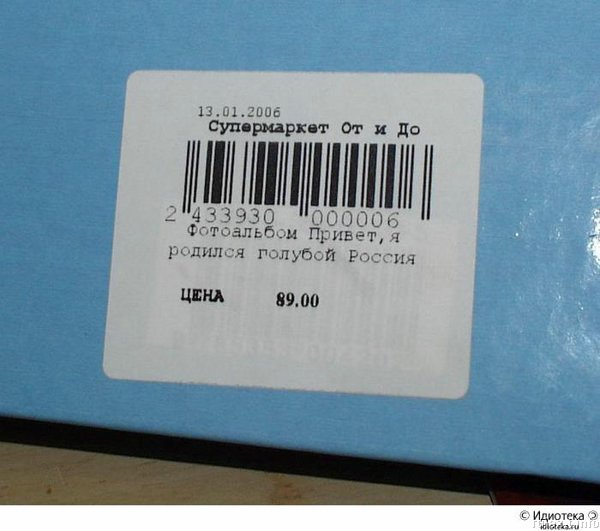 13.01.2006
Супермаркет От и До
2 433930 000006
Фотоальбом Привет,я
родился голубой Россия
ЦЕНА 89.00
© Идиотека
idioteka.ru